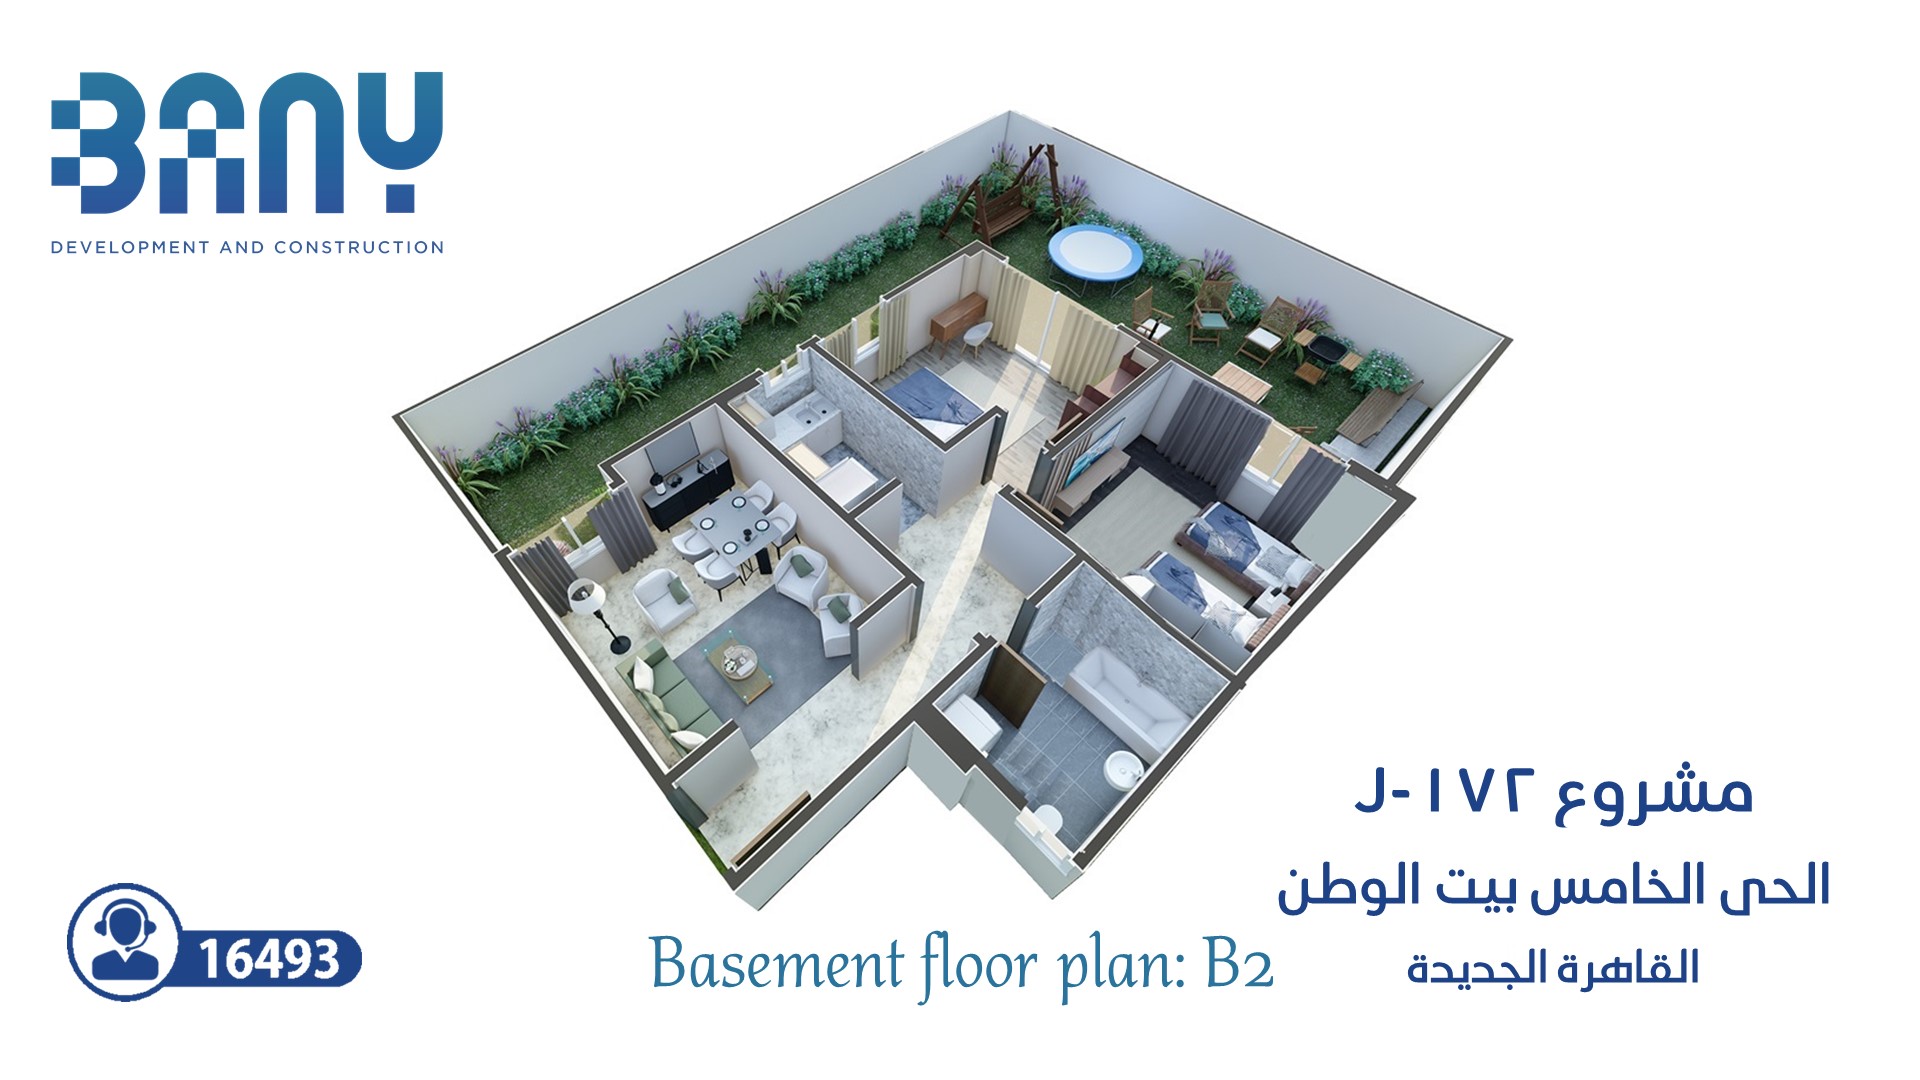 BANY
DEVELOPMENT AND CONSTRUCTION
مشروع J-١٧٢
الحى الخامس بيت الوطن
القاهرة الجديدة
Basement floor plan: B2
16493